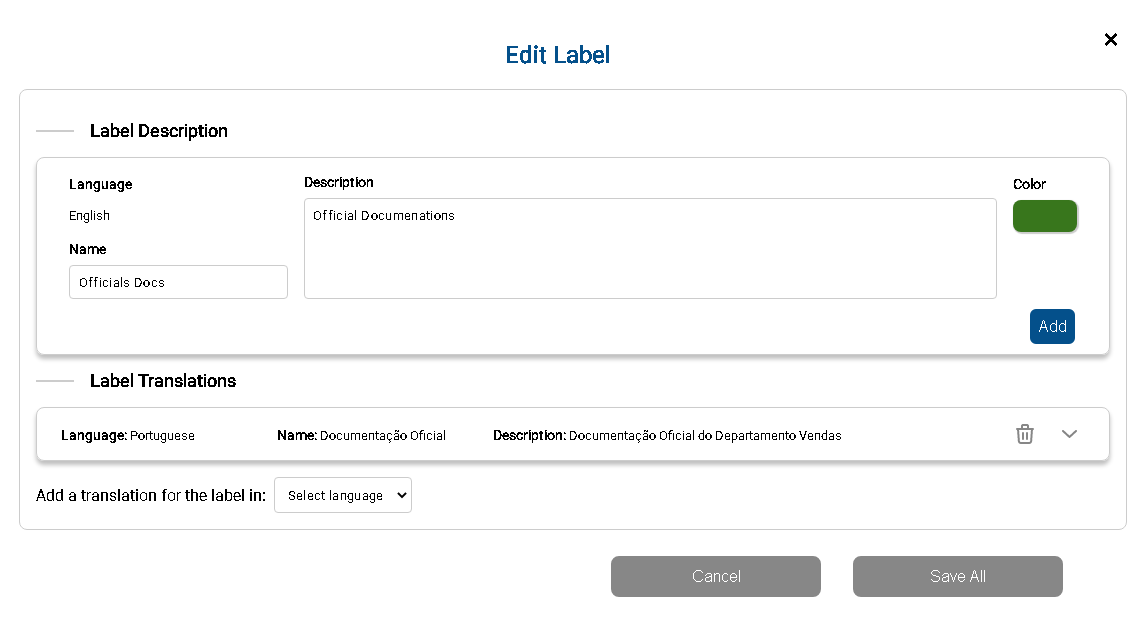 Edit Label
×
Label Description
Language
Description
Color
English
Official Documenations
Name
Officials Docs
Add
Label Translations
Language: Portuguese Name: Documentação Oficial Description: Documentação Oficial do Departamento Vendas
Add a translation for the label in: Select language
Cancel Save All